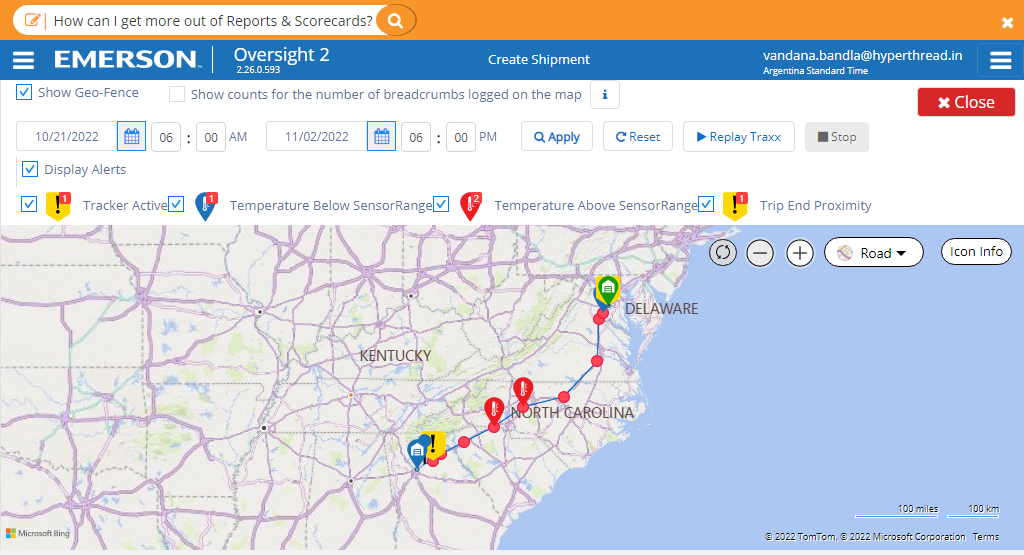 How can I get more out of Reports & Scorecards?
EMERSON
Oversight 2
2.26.0.593
Create Shipment
vandana.bandla@hyperthread.in
Argentina Standard Time
Show Geo-Fence
Show counts for the number of breadcrumbs logged on the map
i
Close
10/21/2022
06 : 00 AM
11/02/2022
06 : 00 PM
Apply
Reset
Replay Traxx
Stop
Display Alerts
1
Tracker Active
1
Temperature Below SensorRange
2
Temperature Above SensorRange
1
Trip End Proximity
Road
Icon Info
DELAWARE
KENTUCKY
NORTH CAROLINA
100 miles
100 km
Microsoft Bing
© 2022 TomTom, © 2022 Microsoft Corporation Terms